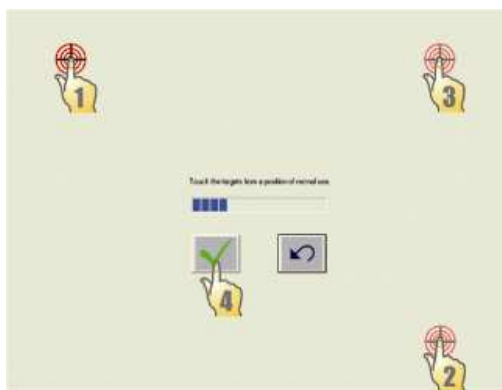 1
3
Touch the targets from a position of normal use.
4
2